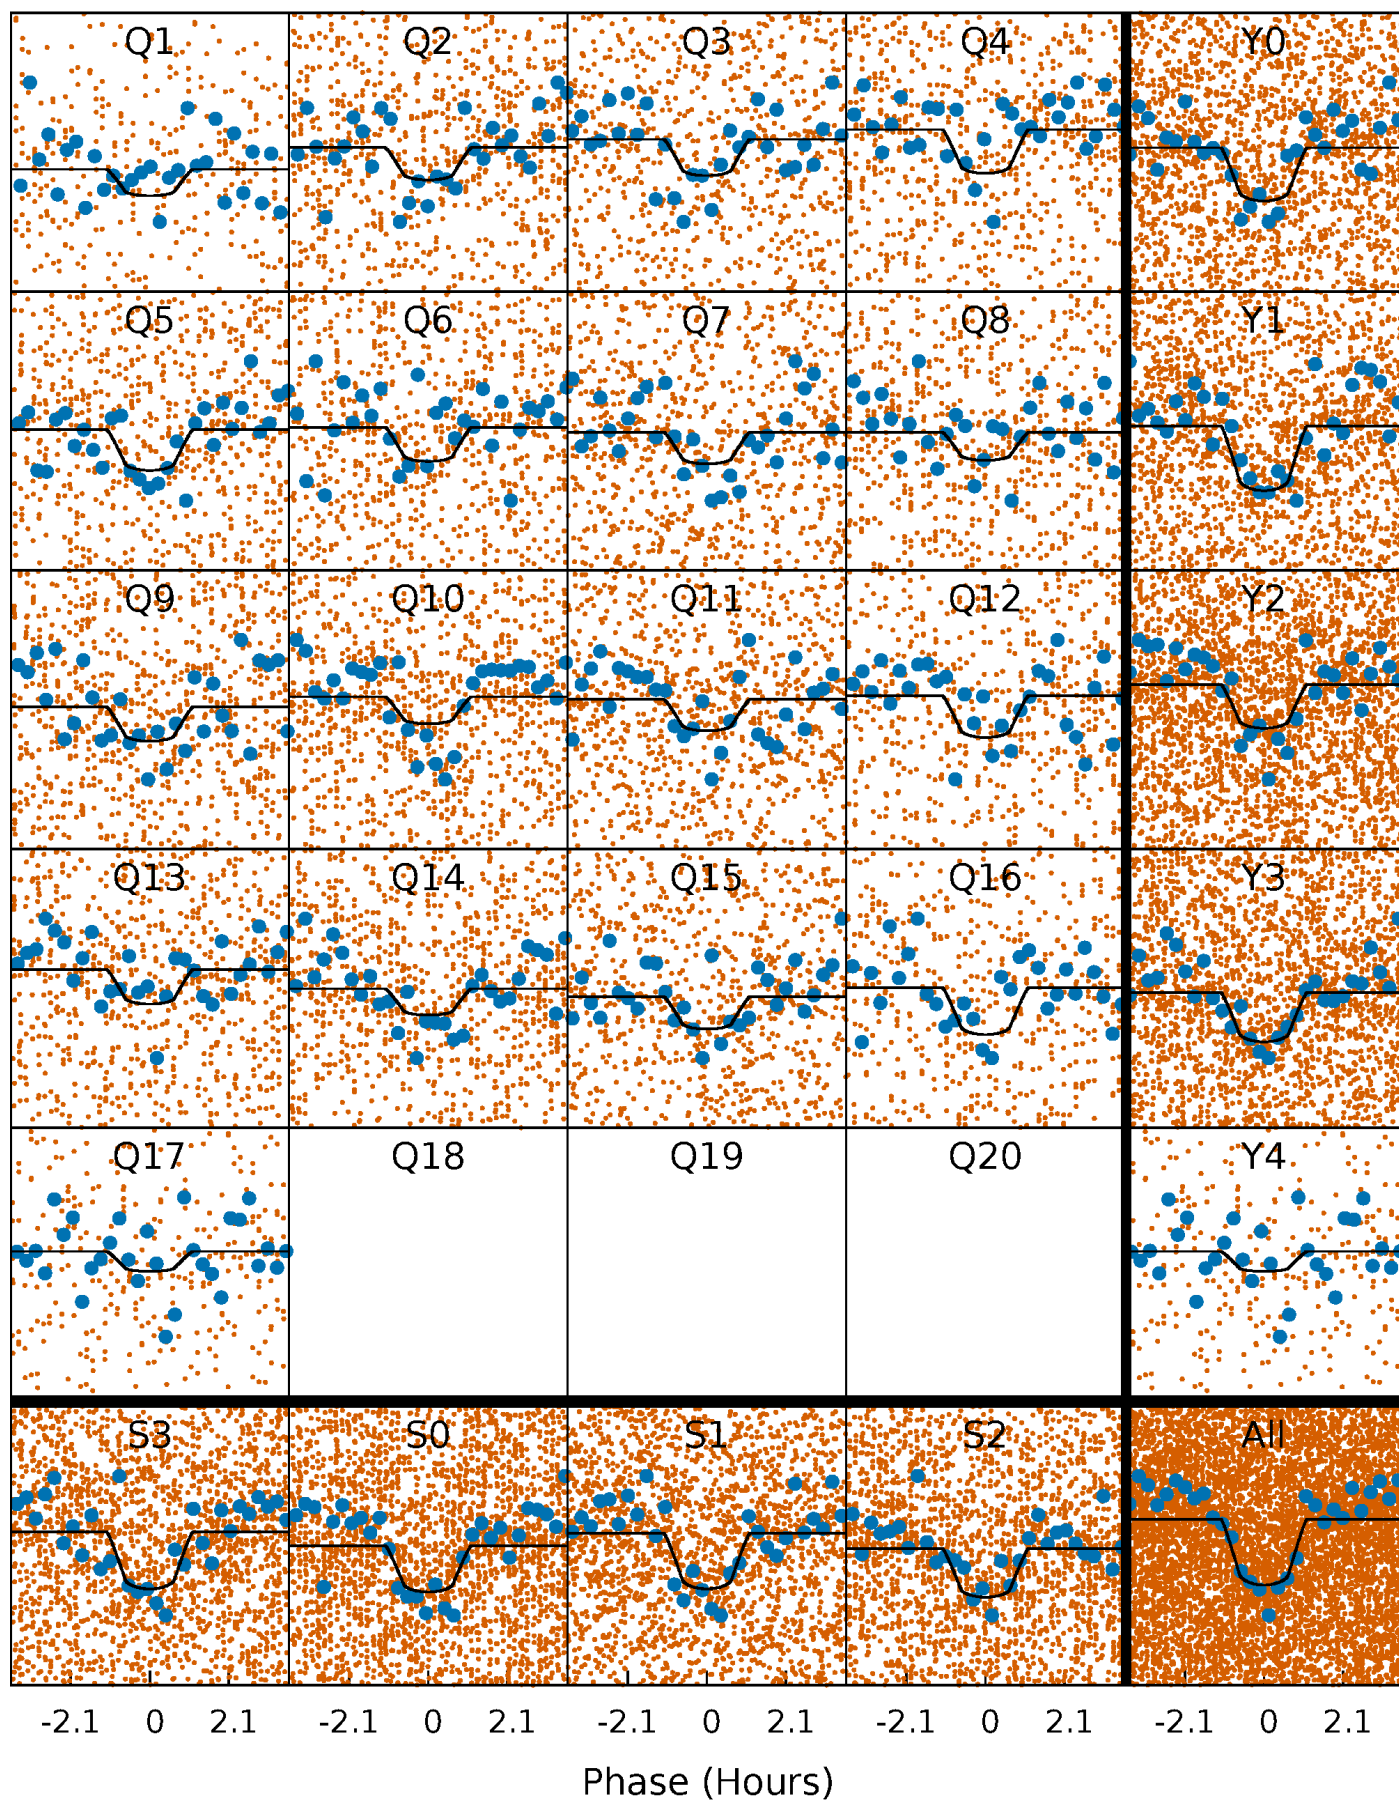 Q1 Q2 Q3 Q4 Y0
Q5 Q6 Q7 Q8 Y1
Q9 Q10 Q11 Q12 Y2
Q13 Q14 Q15 Q16 Y3
Q17 Q18 Q19 Q20 Y4
S3 S0 S1 S2 All
-2.1 0 2.1 -2.1 0 2.1 -2.1 0 2.1 -2.1 0 2.1 -2.1 0 2.1
Phase (Hours)